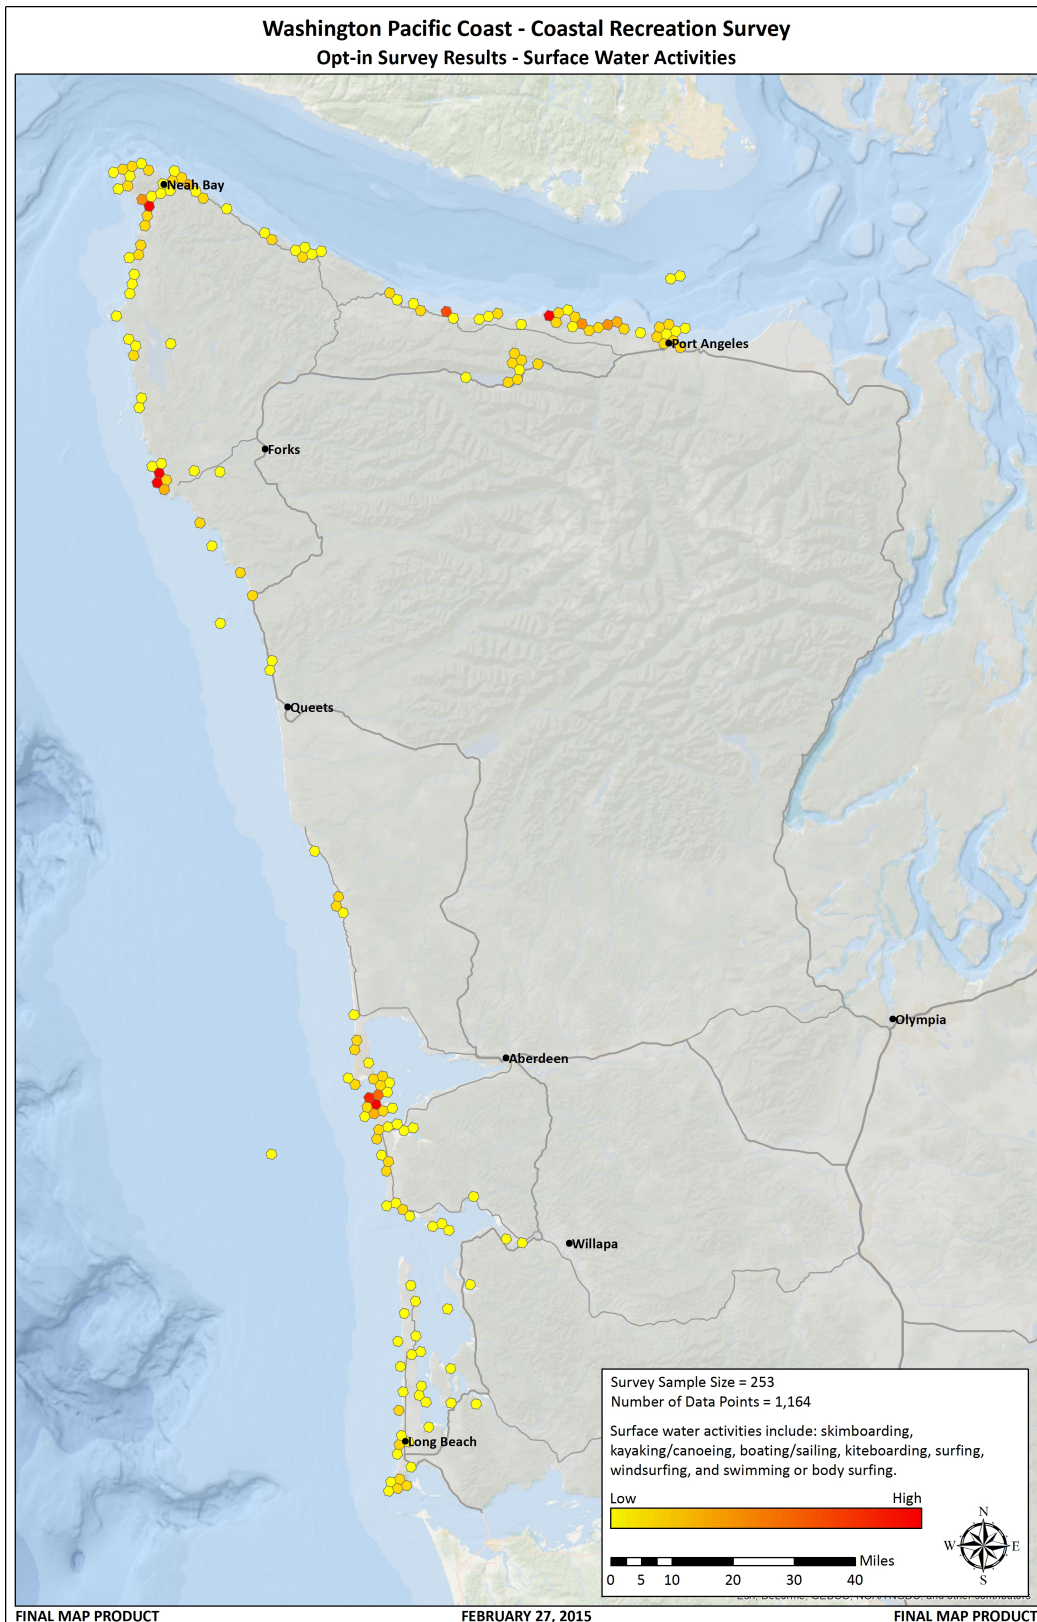 Washington Pacific Coast - Coastal Recreation Survey
Opt-in Survey Results - Surface Water Activities
Neah Bay
Port Angeles
Forks
Queets
Olympia
Aberdeen
Willapa
Long Beach
Survey Sample Size = 253
Number of Data Points = 1,164
Surface water activities include: skimboarding,
kayaking/canoeing, boating/sailing, kiteboarding, surfing,
windsurfing, and swimming or body surfing.
Low High
N
W E
S
Miles
0 5 10 20 30 40
FINAL MAP PRODUCT FEBRUARY 27, 2015 FINAL MAP PRODUCT